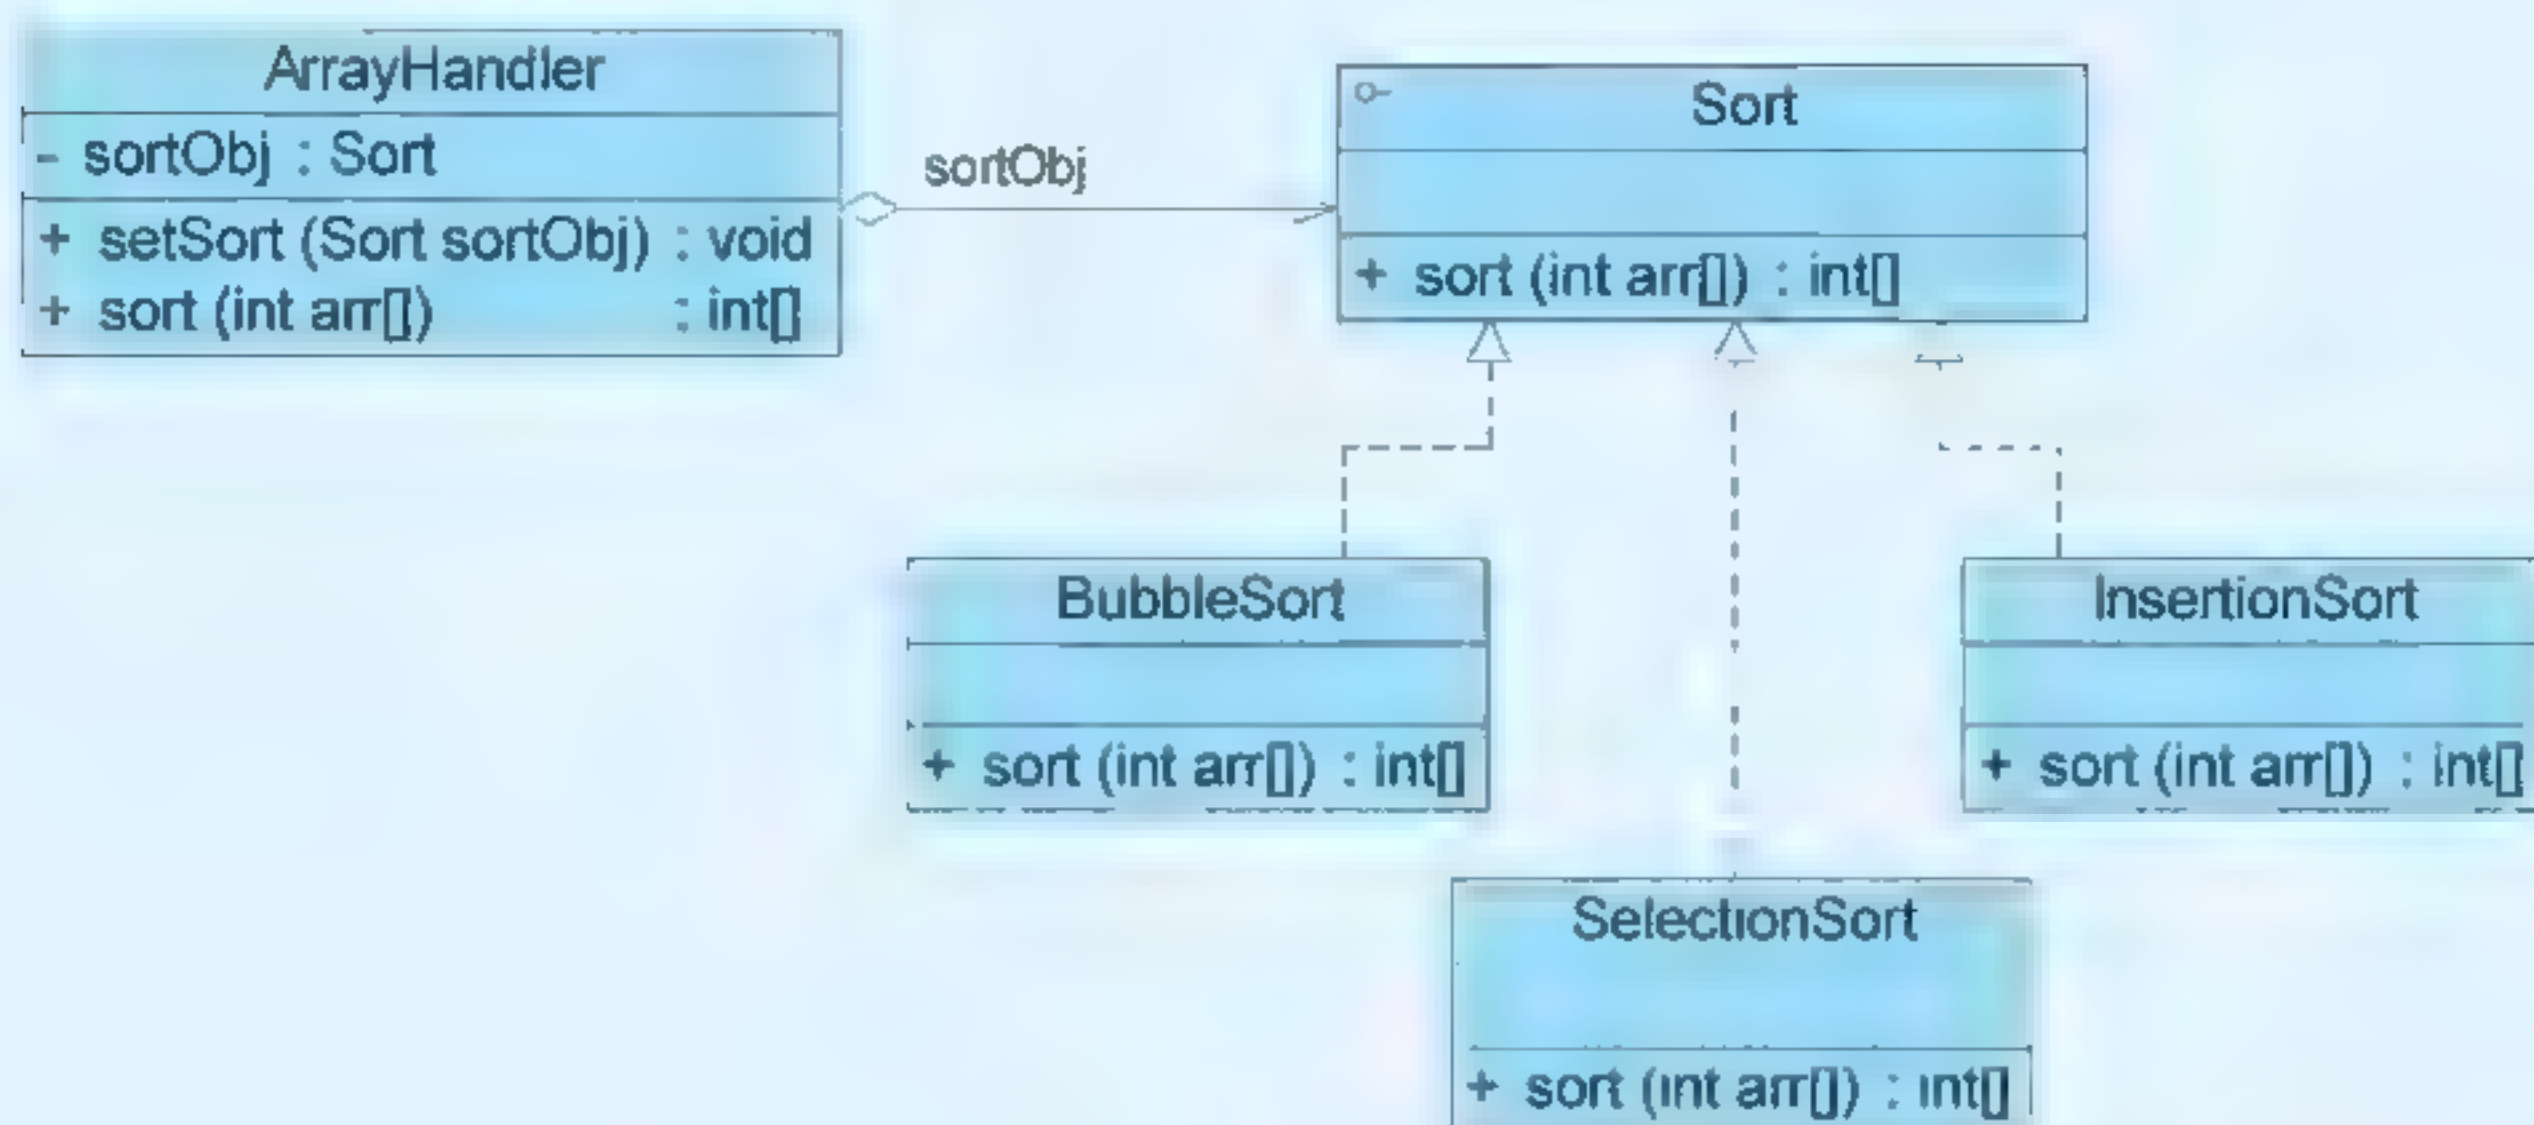 ArrayHandler
- sortObj : Sort
+ setSort (Sort sortObj) : void
+ sort (int arr[]) : int[]
sortObj
Sort
+ sort (int arr[]) : int[]
BubbleSort
+ sort (int arr[]) : int[]
InsertionSort
+ sort (int arr[]) : int[]
SelectionSort
+ sort (int arr[]) : int[]